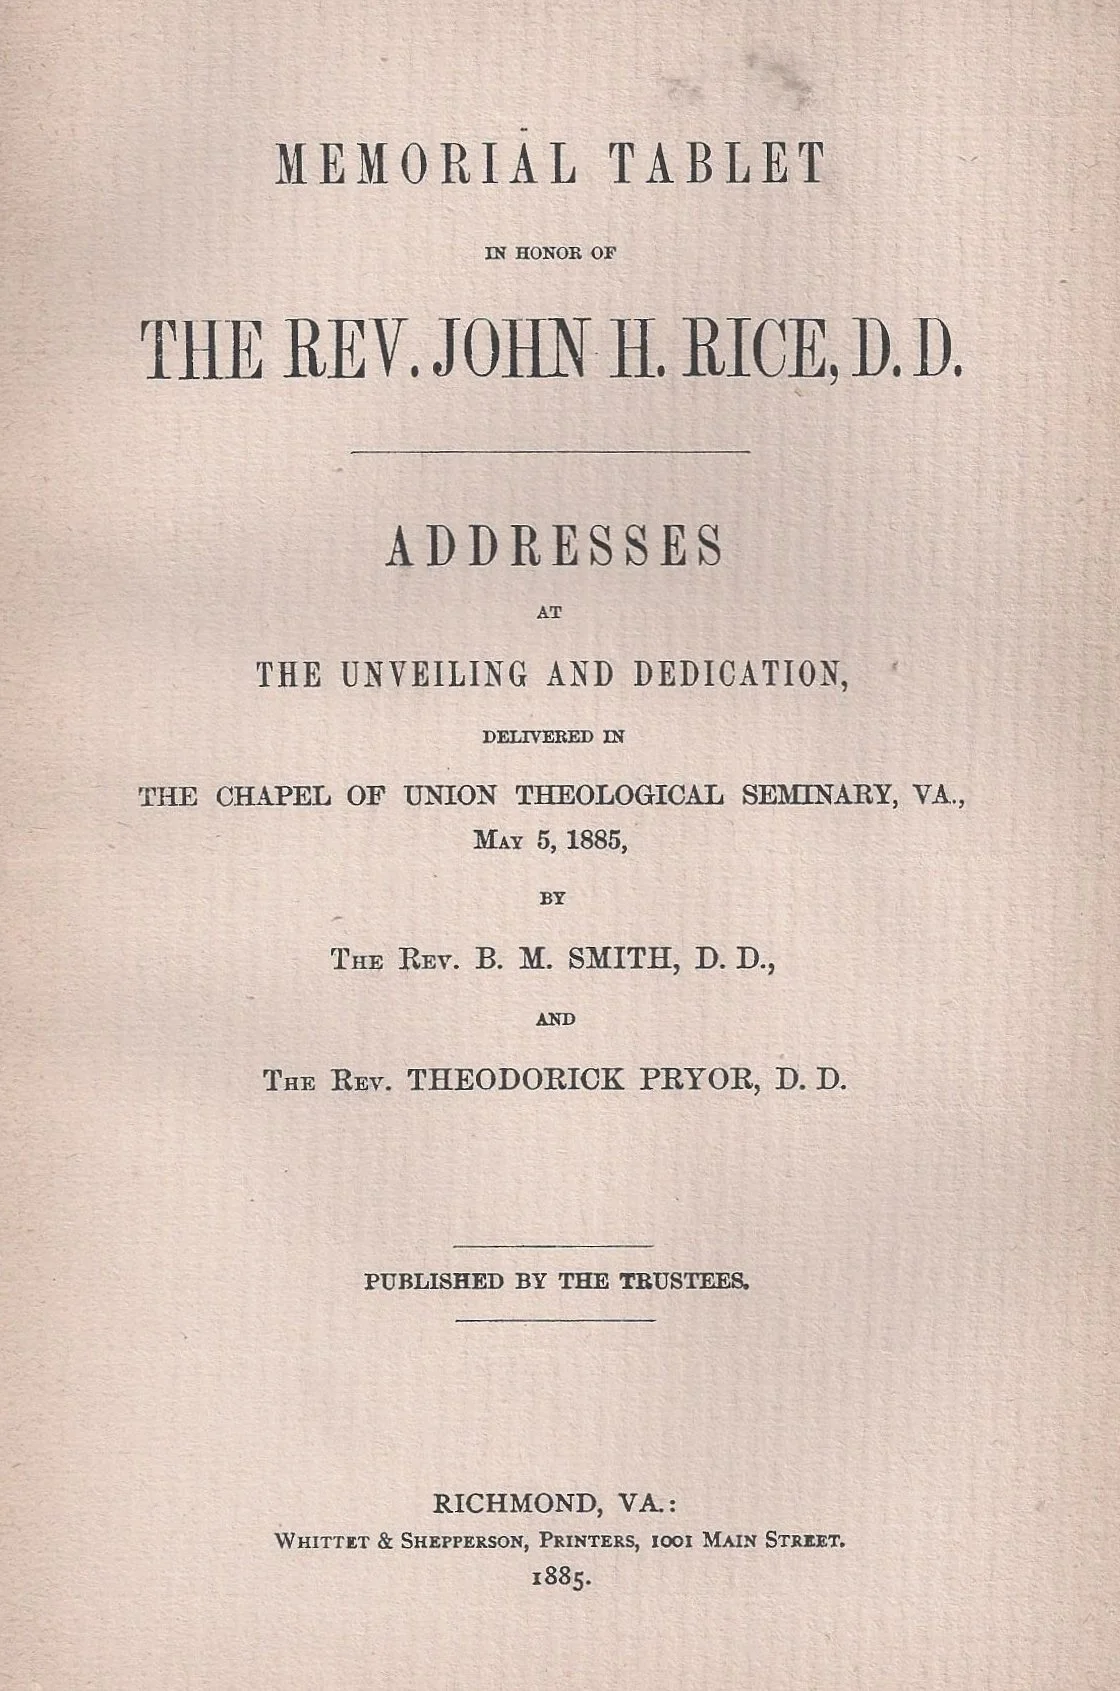 MEMORIAL TABLET
IN HONOR OF
THE REV. JOHN H. RICE, D. D.
ADDRESSES
AT
THE UNVEILING AND DEDICATION,
DELIVERED IN
THE CHAPEL OF UNION THEOLOGICAL SEMINARY, VA.,
MAY 5, 1885,
BY
THE REV. B. M. SMITH, D. D.,
AND
THE REV. THEODORICK PRYOR, D. D.
PUBLISHED BY THE TRUSTEES.
RICHMOND, VA.:
WHITTET & SHEPPERSON, PRINTERS, 1001 MAIN STREET.
1885.